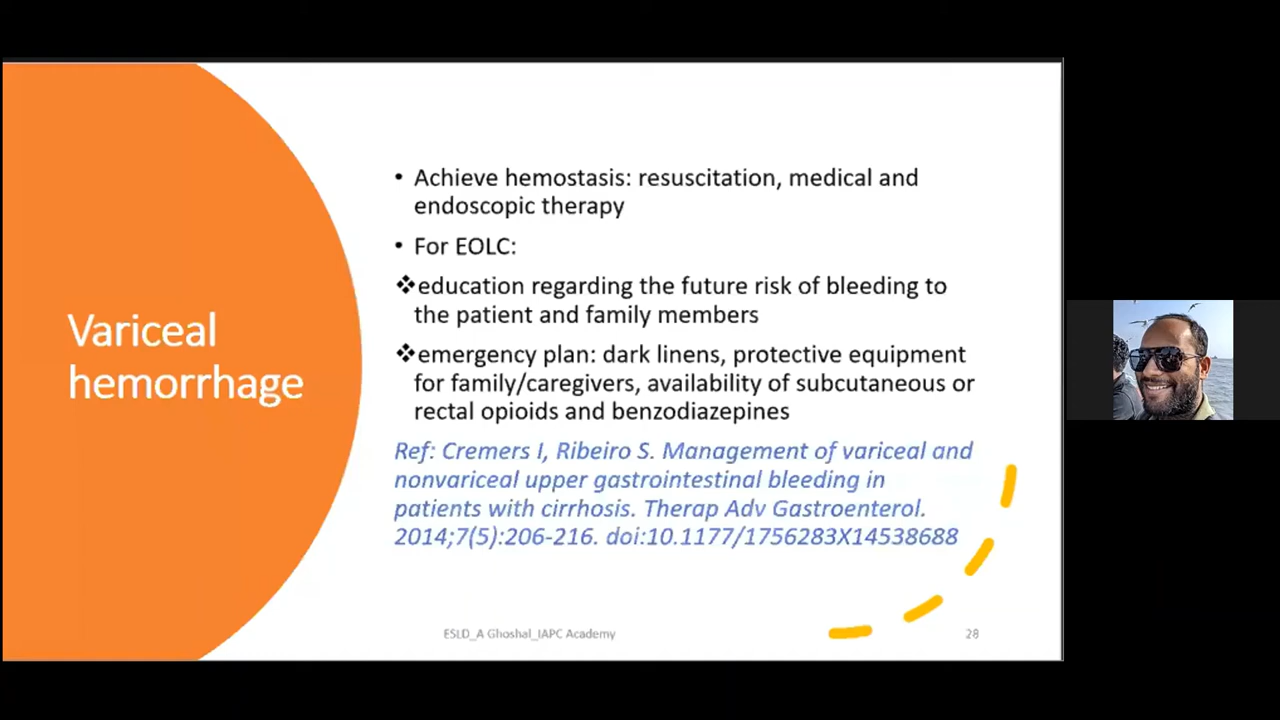 Variceal
hemorrhage
• Achieve hemostasis: resuscitation, medical and
endoscopic therapy
• For EOLC:
❖education regarding the future risk of bleeding to
the patient and family members
❖emergency plan: dark linens, protective equipment
for family/caregivers, availability of subcutaneous or
rectal opioids and benzodiazepines
Ref: Cremers I, Ribeiro S. Management of variceal and
nonvariceal upper gastrointestinal bleeding in
patients with cirrhosis. Therap Adv Gastroenterol.
2014;7(5):206-216. doi:10.1177/1756283X14538688
ESLD_A Ghoshal_IAPC Academy
28